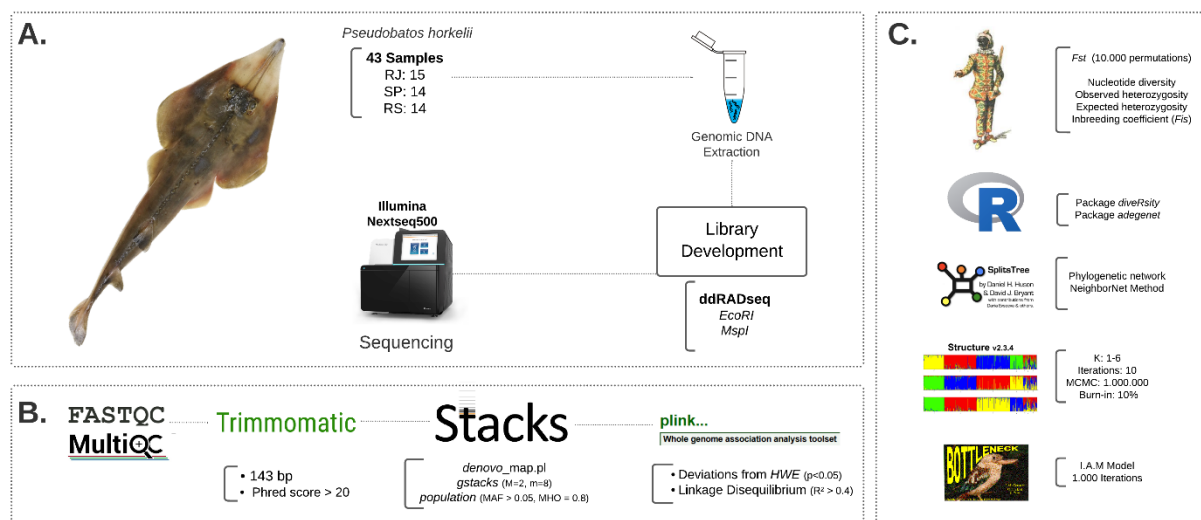 A.
Pseudobatos horkelii
43 Samples
RJ: 15
SP: 14
RS: 14
Genomic DNA
Extraction
Illumina
Nextseq500
Library
Development
Sequencing
ddRADseq
EcoRI
MspI
B.
FASTQC
MultiQC
Trimmomatic
• 143 bp
• Phred score > 20
Stacks
denovo_map.pl
gstacks (M=2, m=8)
population (MAF > 0.05, MHO = 0.8)
plink...
Whole genome association analysis toolset
• Deviations from HWE (p<0.05)
• Linkage Disequilibrium (R² > 0.4)
C.
Fst (10.000 permutations)
Nucleotide diversity
Observed heterozygosity
Expected heterozygosity
Inbreeding coefficient (Fis)
R
Package diveRsity
Package adegenet
SplitsTree
by Daniel H. Huson
& David J. Bryant
with contributions from
Phylogenetic network
NeighborNet Method
Structure v2.3.4
K: 1-6
Iterations: 10
MCMC: 1.000.000
Burn-in: 10%
BOTTLENECK
I.A.M Model
1.000 Iterations